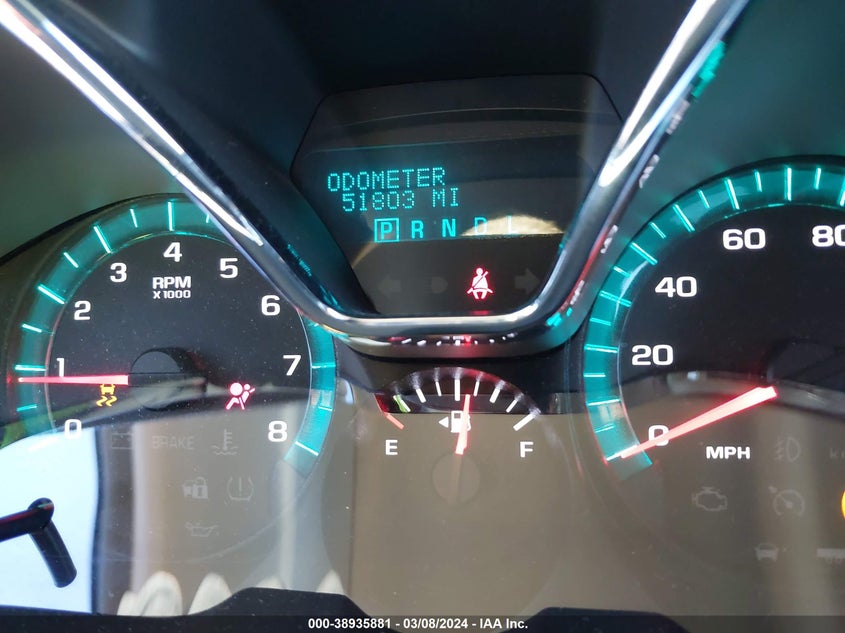 ODOMETER
51803 MI
P R N D L
0 1 2 3 4 5 6 7 8
RPM
X1000
0 20 40 60 80
MPH
E F
BRAKE
000-38935881 - 03/08/2024 - IAA Inc.